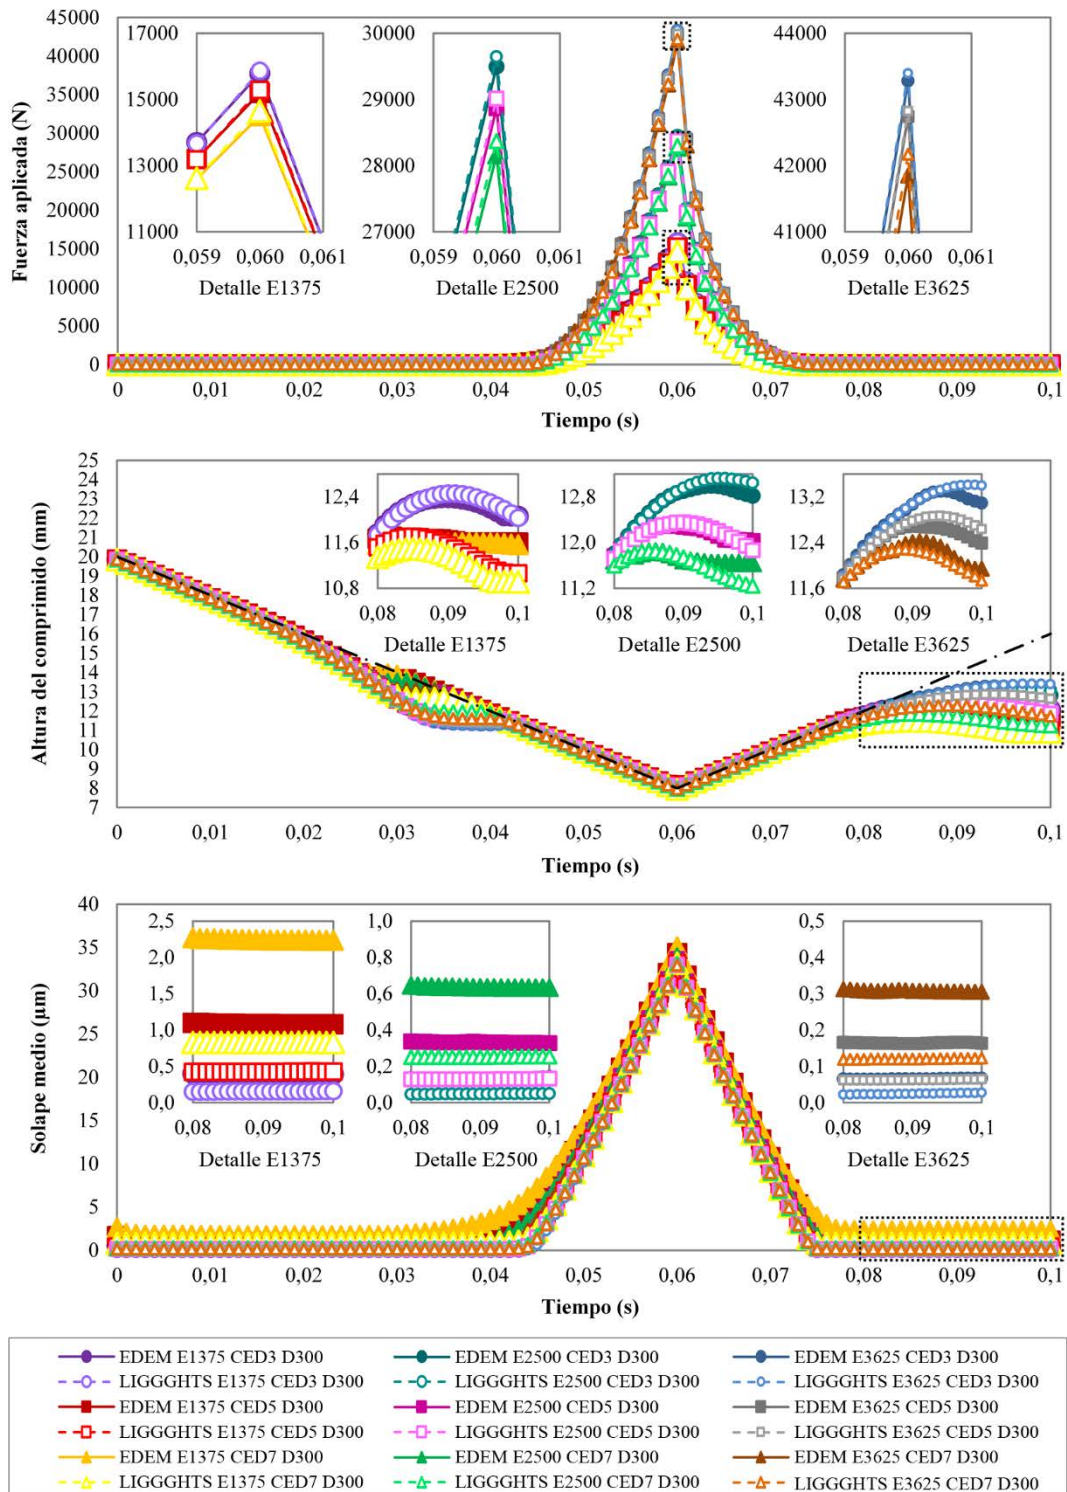 Fuerza aplicada (N)
45000
40000
35000
30000
25000
20000
15000
10000
5000
0
17000
15000
13000
11000
0,059 0,060 0,061
Detalle E1375
30000
29000
28000
27000
0,059 0,060 0,061
Detalle E2500
44000
43000
42000
41000
0,059 0,060 0,061
Detalle E3625
0 0,01 0,02 0,03 0,04 0,05 0,06 0,07 0,08 0,09 0,1
Tiempo (s)
Altura del comprimido (mm)
25
24
23
22
21
20
19
18
17
16
15
14
13
12
11
10
9
8
7
12,4
11,6
10,8
0,08 0,09 0,1
Detalle E1375
12,8
12,0
11,2
0,08 0,09 0,1
Detalle E2500
13,2
12,4
11,6
0,08 0,09 0,1
Detalle E3625
0 0,01 0,02 0,03 0,04 0,05 0,06 0,07 0,08 0,09 0,1
Tiempo (s)
Solape medio (µm)
40
35
30
25
20
15
10
5
0
2,5
2,0
1,5
1,0
0,5
0,0
0,08 0,09 0,1
Detalle E1375
1,0
0,8
0,6
0,4
0,2
0,0
0,08 0,09 0,1
Detalle E2500
0,5
0,4
0,3
0,2
0,1
0,0
0,08 0,09 0,1
Detalle E3625
0 0,01 0,02 0,03 0,04 0,05 0,06 0,07 0,08 0,09 0,1
Tiempo (s)
EDEM E1375 CED3 D300 EDEM E2500 CED3 D300 EDEM E3625 CED3 D300
LIGGGHTS E1375 CED3 D300 LIGGGHTS E2500 CED3 D300 LIGGGHTS E3625 CED3 D300
EDEM E1375 CED5 D300 EDEM E2500 CED5 D300 EDEM E3625 CED5 D300
LIGGGHTS E1375 CED5 D300 LIGGGHTS E2500 CED5 D300 LIGGGHTS E3625 CED5 D300
EDEM E1375 CED7 D300 EDEM E2500 CED7 D300 EDEM E3625 CED7 D300
LIGGGHTS E1375 CED7 D300 LIGGGHTS E2500 CED7 D300 LIGGGHTS E3625 CED7 D300